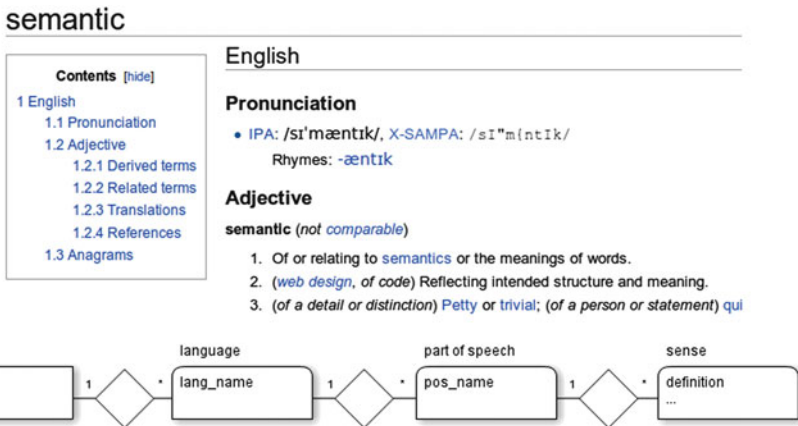 semantic
Contents [hide]
1 English
1.1 Pronunciation
1.2 Adjective
1.2.1 Derived terms
1.2.2 Related terms
1.2.3 Translations
1.2.4 References
1.3 Anagrams
English
Pronunciation
• IPA: /sɪˈmæntɪk/, X-SAMPA: /sI"m{ntIk/
Rhymes: -æntɪk
Adjective
semantic (not comparable)
1. Of or relating to semantics or the meanings of words.
2. (web design, of code) Reflecting intended structure and meaning.
3. (of a detail or distinction) Petty or trivial; (of a person or statement) qui
language
part of speech
sense
1
*
lang_name
1
*
pos_name
1
*
definition
...